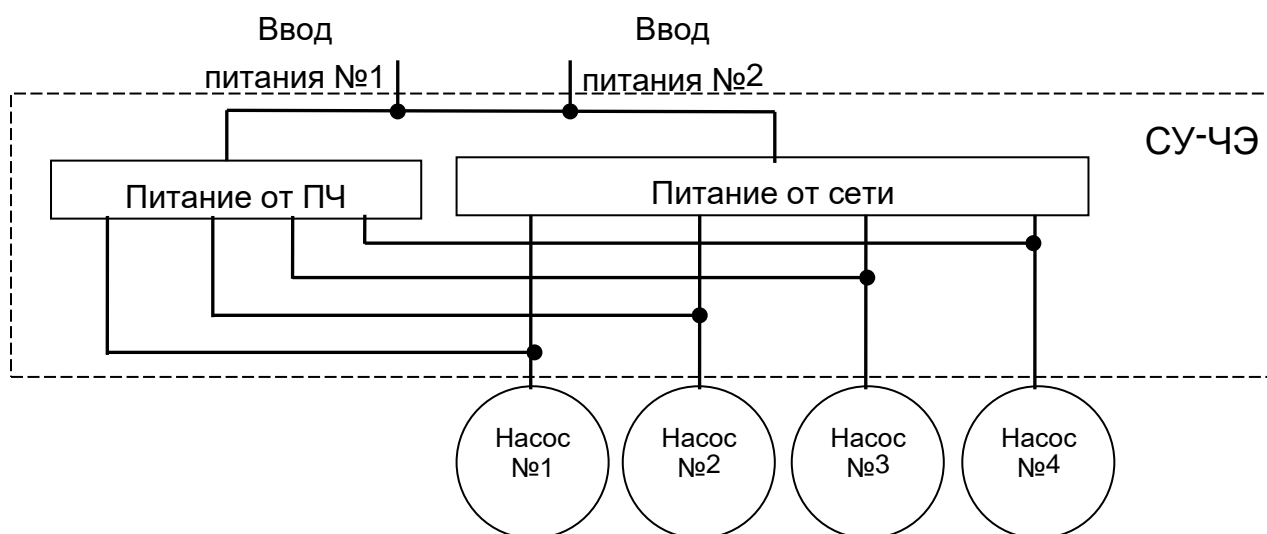 Ввод
питания №1
Ввод
питания №2
СУ-ЧЭ
Питание от ПЧ
Питание от сети
Насос
№1
Насос
№2
Насос
№3
Насос
№4